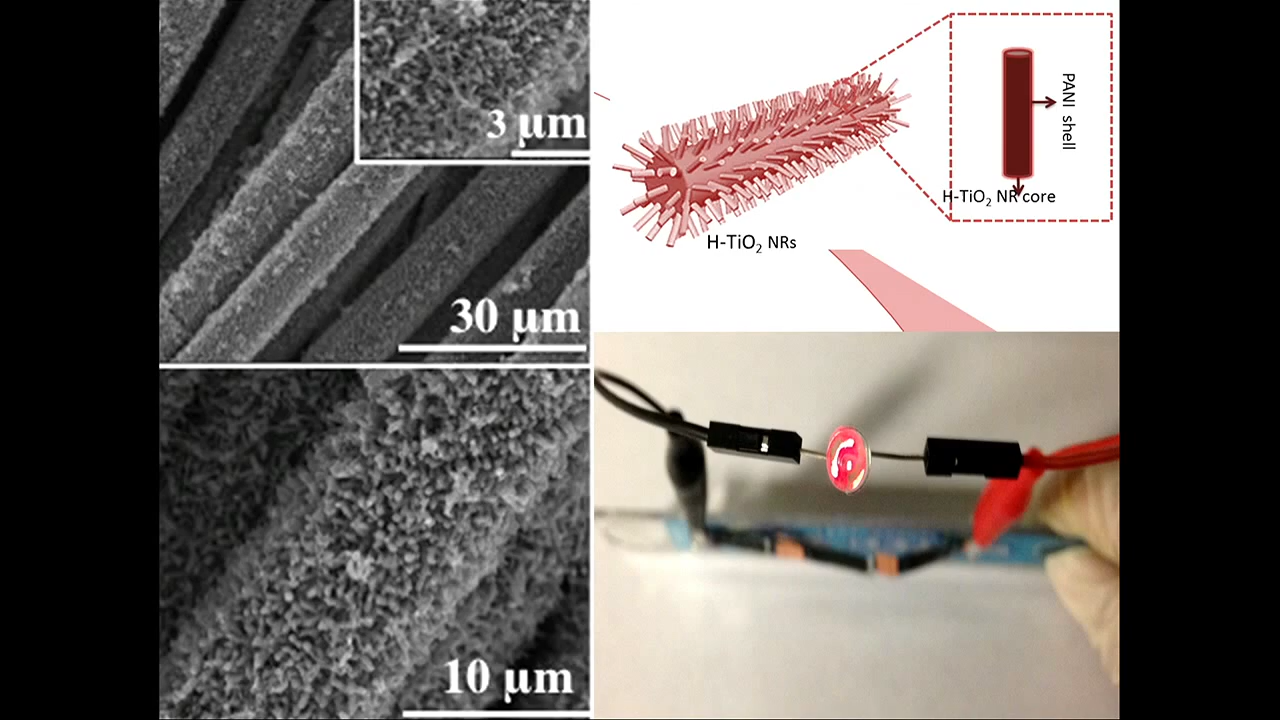 3 μm
30 μm
10 μm
PANI shell
H-TiO₂ NR core
H-TiO₂ NRs